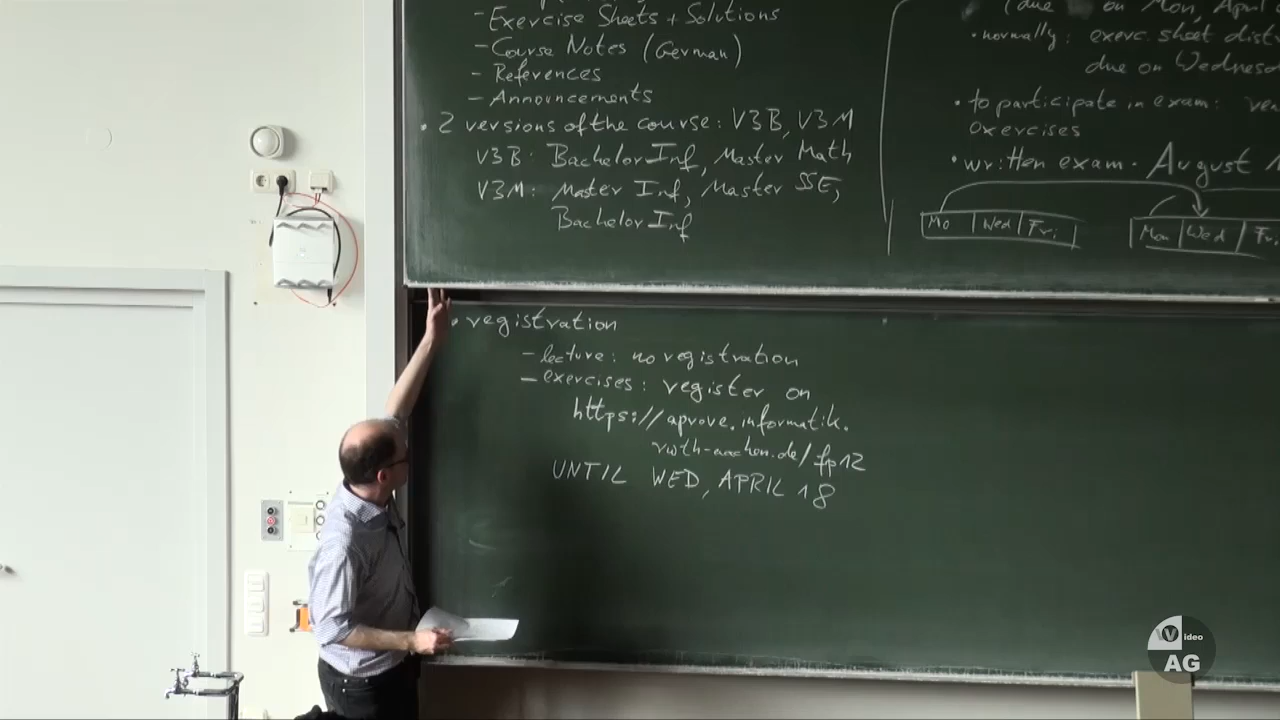 - Exercise Sheets + Solutions
- Course Notes (German)
- References
- Announcements
• 2 versions of the course: V3B, V3M
V3B: Bachelor Inf, Master Math
V3M: Master Inf, Master SSE,
Bachelor Inf
(due on Mon, April
• normally: exerc. sheet
due on
• to participate in exam:
exercises
• written exam. August
Mo Wed Fri
Mon Wed Fr
• registration
- lecture: no registration
- exercises: register on
https://aprove.informatik.
rwth-aachen.de/fp12
UNTIL WED, APRIL 18
Video
AG